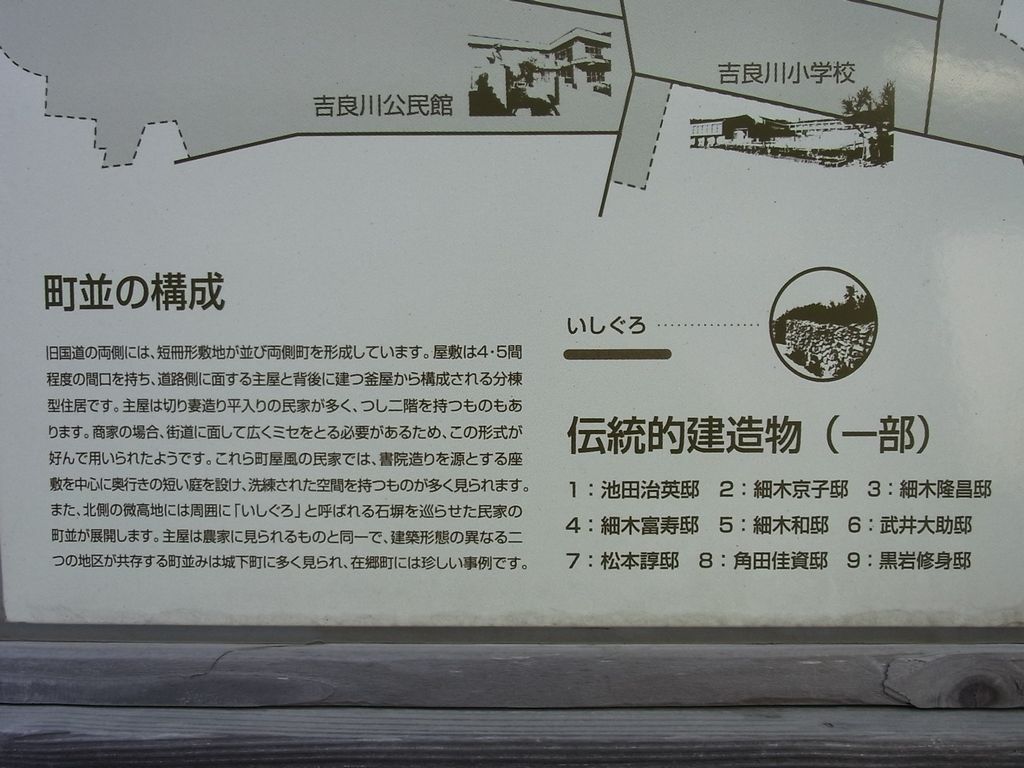 吉良川小学校
吉良川公民館
町並の構成
旧国道の両側には、短冊形敷地が並び両側町を形成しています。屋敷は4・5間
程度の間口を持ち、道路側に面する主屋と背後に建つ釜屋から構成される分棟
型住居です。主屋は切り妻造り平入りの民家が多く、つし二階を持つものもあ
ります。商家の場合、街道に面して広くミセをとる必要があるため、この形式が
好んで用いられたようです。これら町屋風の民家では、書院造りを源とする座
敷を中心に奥行きの短い庭を設け、洗練された空間を持つものが多く見られます。
また、北側の微高地には周囲に「いしぐろ」と呼ばれる石塀を巡らせた民家の
町並が展開します。主屋は農家に見られるものと同一で、建築形態の異なる二
つの地区が共存する町並みは城下町に多く見られ、在郷町には珍しい事例です。
いしぐろ
伝統的建造物（一部）
1：池田治英邸 2：細木京子邸 3：細木隆昌邸
4：細木富寿邸 5：細木和邸 6：武井大助邸
7：松本諄邸 8：角田佳資邸 9：黒岩修身邸